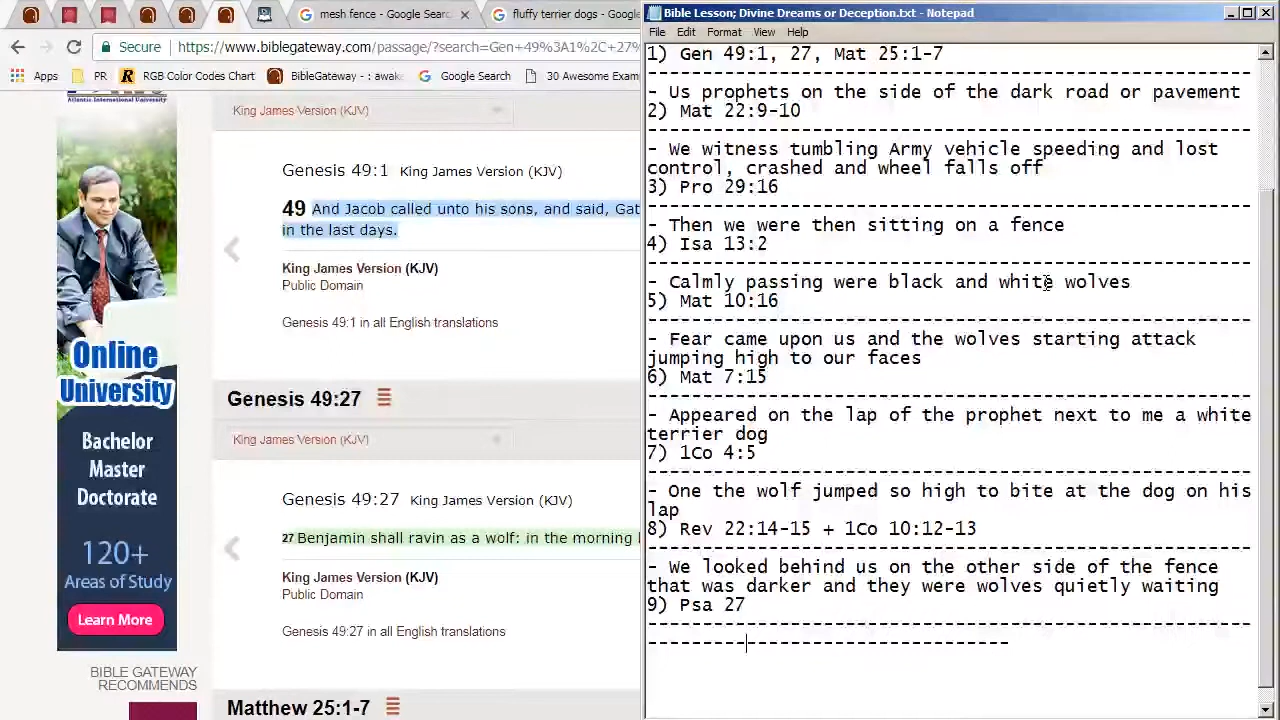 mesh fence - Google Search
fluffy tarrier dogs - Google
Secure
https://www.biblegateway.com/passage/?search=Gen+49%3A1%2C+27%
Apps
PR
RGB Color Codes Chart
BibleGateway - : awak
Google Search
30 Awesome Exam
Atlantic International University
Online
University
Bachelor
Master
Doctorate
120+
Areas of Study
Learn More
BIBLE GATEWAY
RECOMMENDS
King James Version (KJV)
Genesis 49:1 King James Version (KJV)
49 And Jacob called unto his sons, and said, Gat
in the last days.
King James Version (KJV)
Public Domain
Genesis 49:1 in all English translations
Genesis 49:27
King James Version (KJV)
Genesis 49:27 King James Version (KJV)
27 Benjamin shall ravin as a wolf: in the morning
King James Version (KJV)
Public Domain
Genesis 49:27 in all English translations
Matthew 25:1-7
Bible Lesson; Divine Dreams or Deception.txt - Notepad
File Edit Format View Help
1) Gen 49:1, 27, Mat 25:1-7
-------------------------------------------------------
- Us prophets on the side of the dark road or pavement
2) Mat 22:9-10
-------------------------------------------------------
- We witness tumbling Army vehicle speeding and lost
control, crashed and wheel falls off
3) Pro 29:16
-------------------------------------------------------
- Then we were then sitting on a fence
4) Isa 13:2
-------------------------------------------------------
- Calmly passing were black and white wolves
5) Mat 10:16
-------------------------------------------------------
- Fear came upon us and the wolves starting attack
jumping high to our faces
6) Mat 7:15
-------------------------------------------------------
- Appeared on the lap of the prophet next to me a white
terrier dog
7) 1Co 4:5
-------------------------------------------------------
- One the wolf jumped so high to bite at the dog on his
lap
8) Rev 22:14-15 + 1Co 10:12-13
-------------------------------------------------------
- We looked behind us on the other side of the fence
that was darker and they were wolves quietly waiting
9) Psa 27
-------------------------------------------------------
---------------------------------